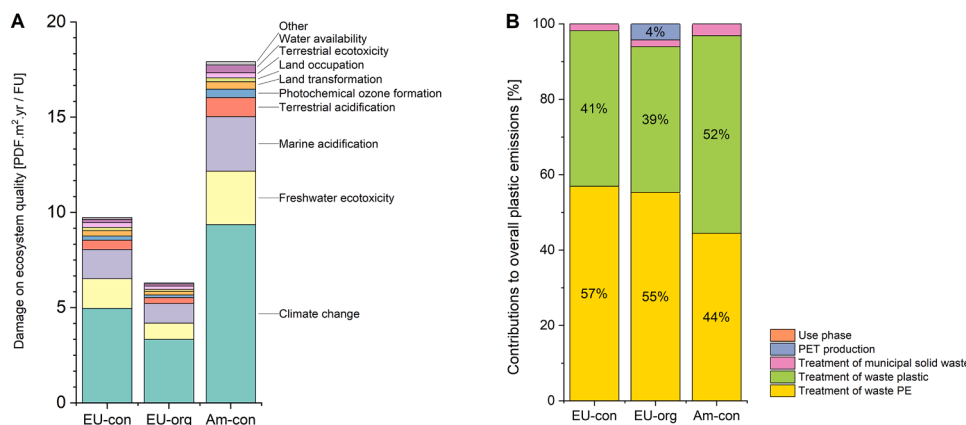 A
Damage on ecosystem quality [PDF.m².yr / FU]
20
15
10
5
0
EU-con
EU-org
Am-con
Other
Water availability
Terrestrial ecotoxicity
Land occupation
Land transformation
Photochemical ozone formation
Terrestrial acidification
Marine acidification
Freshwater ecotoxicity
Climate change
B
Contributions to overall plastic emissions [%]
100
80
60
40
20
0
41%
57%
4%
39%
55%
52%
44%
EU-con
EU-org
Am-con
Use phase
PET production
Treatment of municipal solid waste
Treatment of waste plastic
Treatment of waste PE